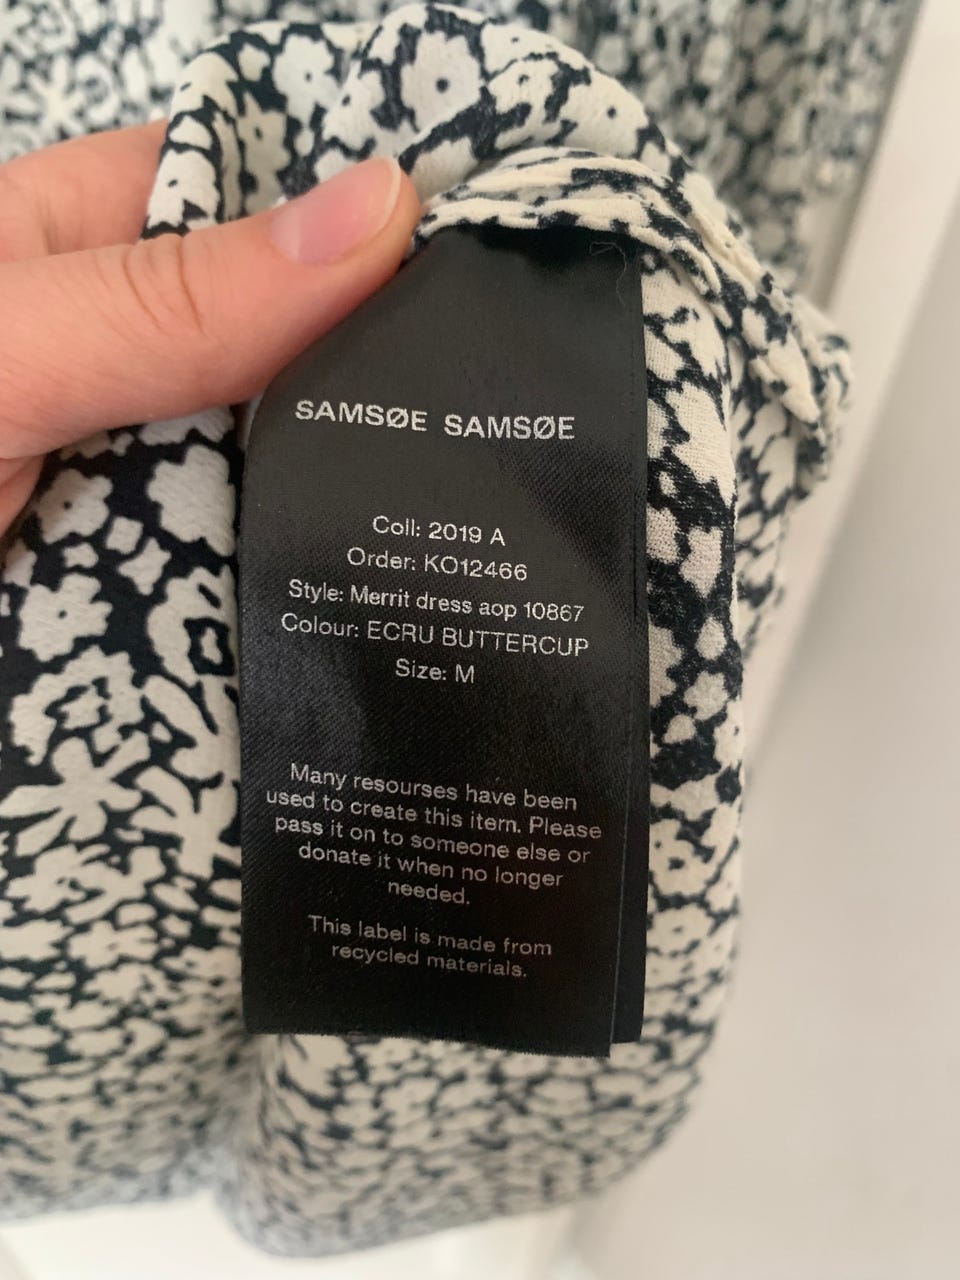 SAMSØE SAMSØE
Coll: 2019 A
Order: KO12466
Style: Merrit dress aop 10867
Colour: ECRU BUTTERCUP
Size: M
Many resourses have been
used to create this item. Please
pass it on to someone else or
donate it when no longer
needed.
This label is made from
recycled materials.